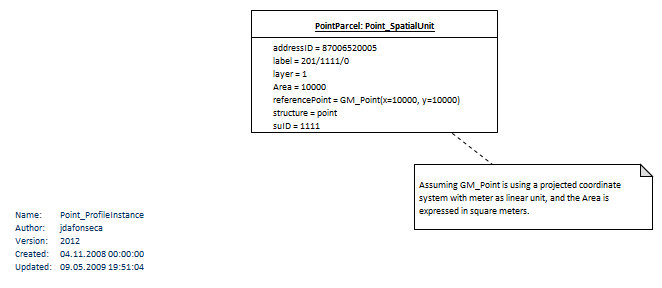 PointParcel: Point_SpatialUnit
addressID = 87006520005
label = 201/1111/0
layer = 1
Area = 10000
referencePoint = GM_Point(x=10000, y=10000)
structure = point
suID = 1111
Assuming GM_Point is using a projected coordinate
system with meter as linear unit, and the Area is
expressed in square meters.
Name: Point_ProfileInstance
Author: jdafonseca
Version: 2012
Created: 04.11.2008 00:00:00
Updated: 09.05.2009 19:51:04